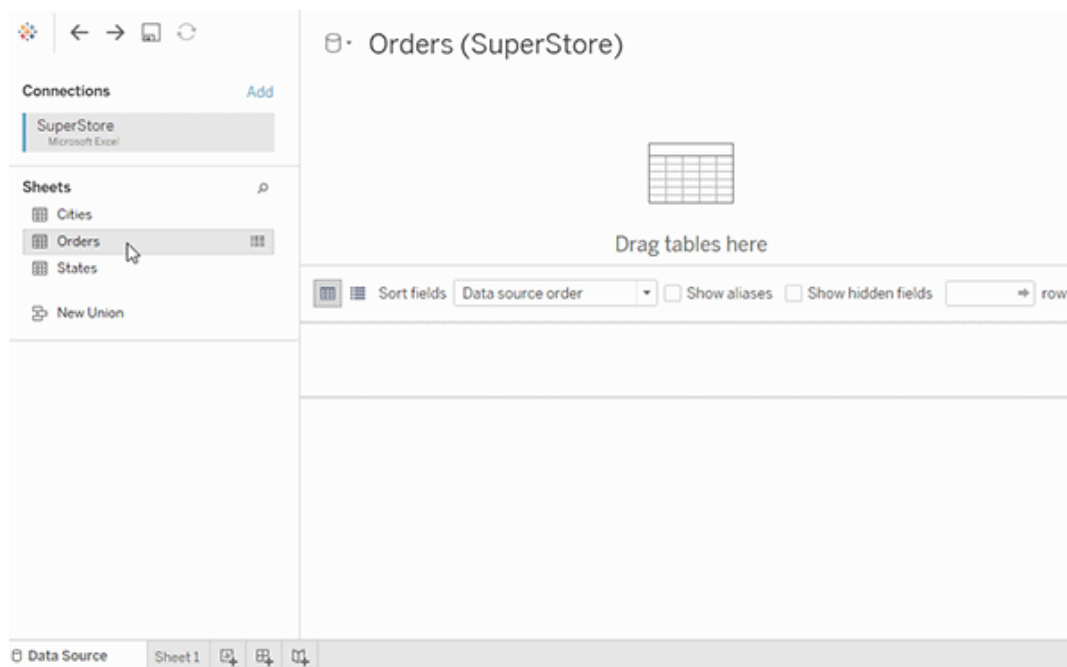 Orders (SuperStore)
Connections
Add
SuperStore
Microsoft Excel
Sheets
Cities
Orders
States
New Union
Drag tables here
Sort fields
Data source order
Show aliases
Show hidden fields
row
Data Source
Sheet 1